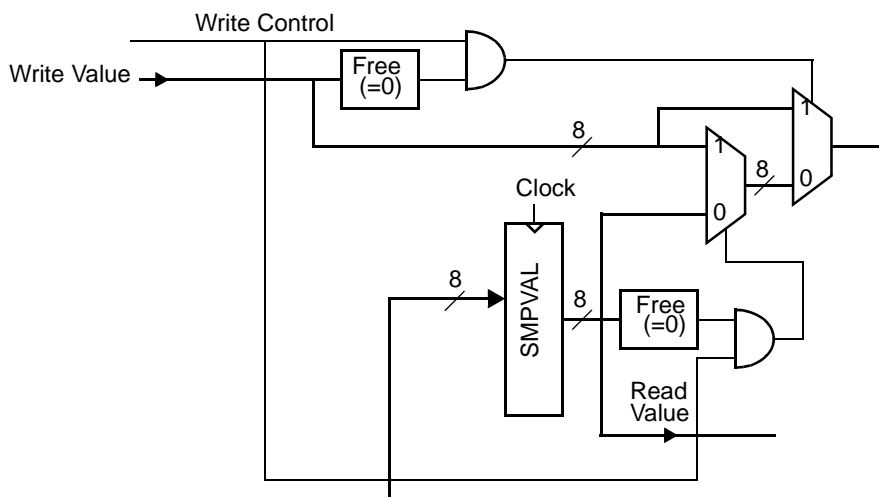 Write Control
Write Value
Free
(=0)
1
8
1
8
0
Clock
0
8
SMPVAL
8
Free
(=0)
Read
Value